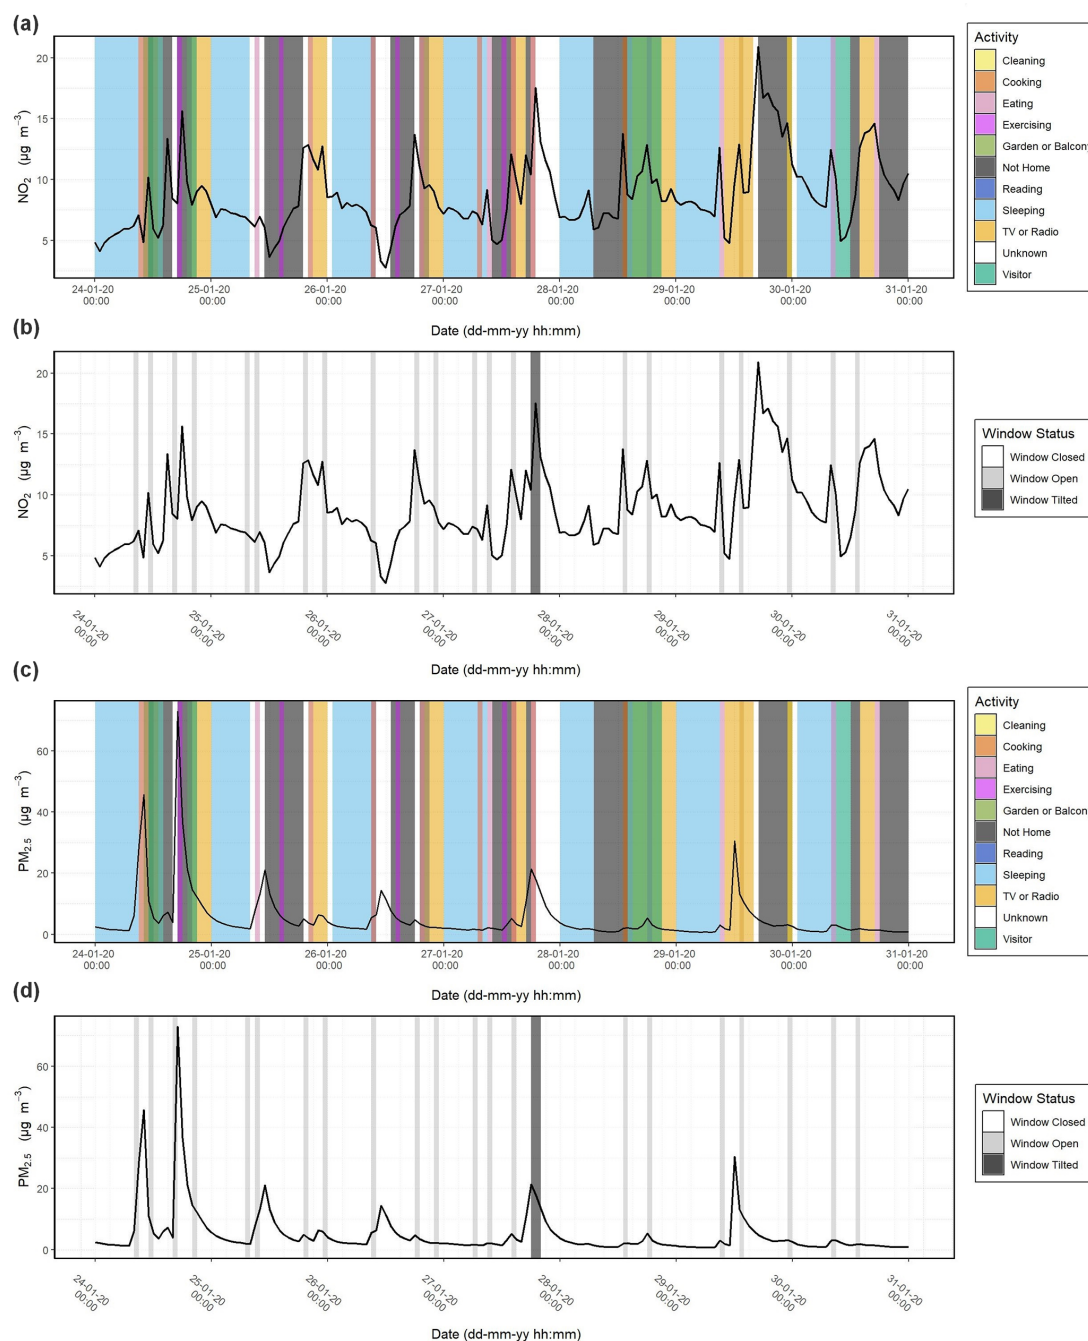 (a)
NO₂ (µg m⁻³)
20
15
10
5
24-01-20 00:00
25-01-20 00:00
26-01-20 00:00
27-01-20 00:00
28-01-20 00:00
29-01-20 00:00
30-01-20 00:00
31-01-20 00:00
Date (dd-mm-yy hh:mm)
Activity
Cleaning
Cooking
Eating
Exercising
Garden or Balcony
Not Home
Reading
Sleeping
TV or Radio
Unknown
Visitor
(b)
NO₂ (µg m⁻³)
20
15
10
5
24-01-20 00:00
25-01-20 00:00
26-01-20 00:00
27-01-20 00:00
28-01-20 00:00
29-01-20 00:00
30-01-20 00:00
31-01-20 00:00
Date (dd-mm-yy hh:mm)
Window Status
Window Closed
Window Open
Window Tilted
(c)
PM₂.₅ (µg m⁻³)
60
40
20
0
24-01-20 00:00
25-01-20 00:00
26-01-20 00:00
27-01-20 00:00
28-01-20 00:00
29-01-20 00:00
30-01-20 00:00
31-01-20 00:00
Date (dd-mm-yy hh:mm)
Activity
Cleaning
Cooking
Eating
Exercising
Garden or Balcon
Not Home
Reading
Sleeping
TV or Radio
Unknown
Visitor
(d)
PM₂.₅ (µg m⁻³)
60
40
20
0
24-01-20 00:00
25-01-20 00:00
26-01-20 00:00
27-01-20 00:00
28-01-20 00:00
29-01-20 00:00
30-01-20 00:00
31-01-20 00:00
Date (dd-mm-yy hh:mm)
Window Status
Window Closed
Window Open
Window Tilted